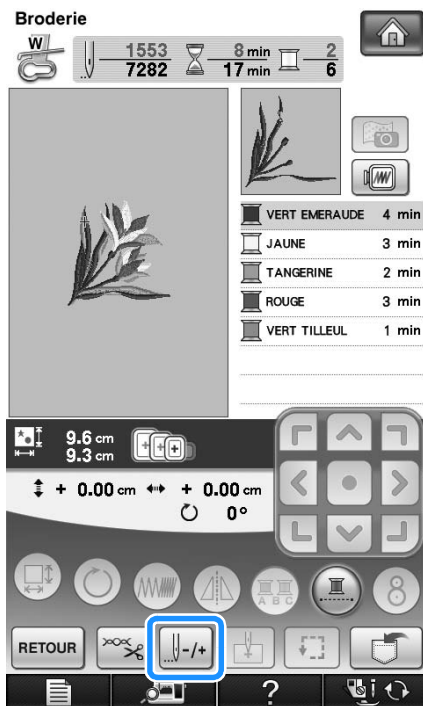 Broderie
W
1553 8 min 2
7282 17 min 6
VERT EMERAUDE 4 min
JAUNE 3 min
TANGERINE 2 min
ROUGE 3 min
VERT TILLEUL 1 min
9.6 cm
9.3 cm
+ 0.00 cm + 0.00 cm
0°
A B C
8
RETOUR -/+
?